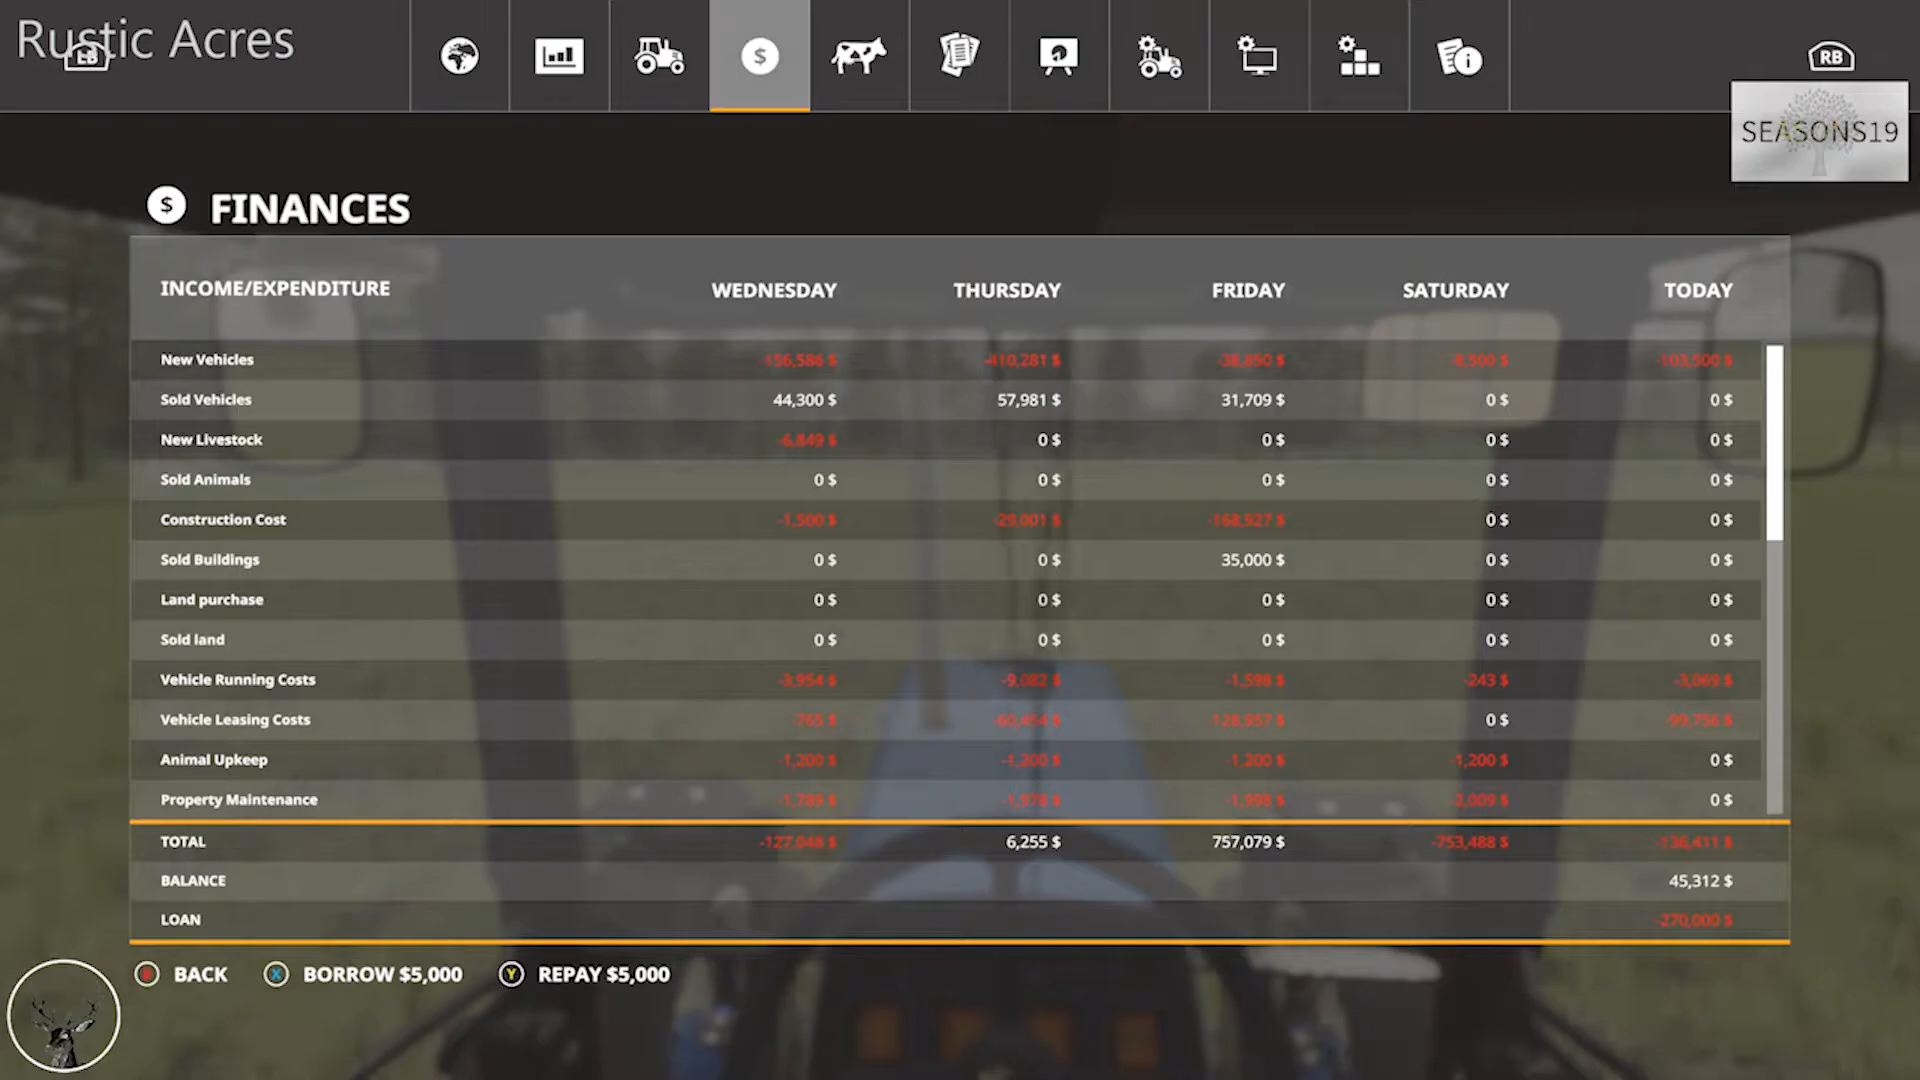 Rustic Acres
LB
$
RB
SEASONS19
$ FINANCES
INCOME/EXPENDITURE WEDNESDAY THURSDAY FRIDAY SATURDAY TODAY
New Vehicles -156,586 $ -410,281 $ -38,850 $ -8,500 $ -103,500 $
Sold Vehicles 44,300 $ 57,981 $ 31,709 $ 0 $ 0 $
New Livestock -6,849 $ 0 $ 0 $ 0 $ 0 $
Sold Animals 0 $ 0 $ 0 $ 0 $ 0 $
Construction Cost -1,500 $ -29,001 $ -168,927 $ 0 $ 0 $
Sold Buildings 0 $ 0 $ 35,000 $ 0 $ 0 $
Land purchase 0 $ 0 $ 0 $ 0 $ 0 $
Sold land 0 $ 0 $ 0 $ 0 $ 0 $
Vehicle Running Costs -3,954 $ -9,082 $ -1,598 $ -243 $ -3,069 $
Vehicle Leasing Costs -765 $ -60,454 $ -128,957 $ 0 $ -99,756 $
Animal Upkeep -1,200 $ -1,200 $ -1,200 $ -1,200 $ 0 $
Property Maintenance -1,789 $ -1,978 $ -1,998 $ -2,009 $ 0 $
TOTAL -127,048 $ 6,255 $ 757,079 $ -753,488 $ -136,411 $
BALANCE 45,312 $
LOAN -270,000 $
BACK X BORROW $5,000 Y REPAY $5,000